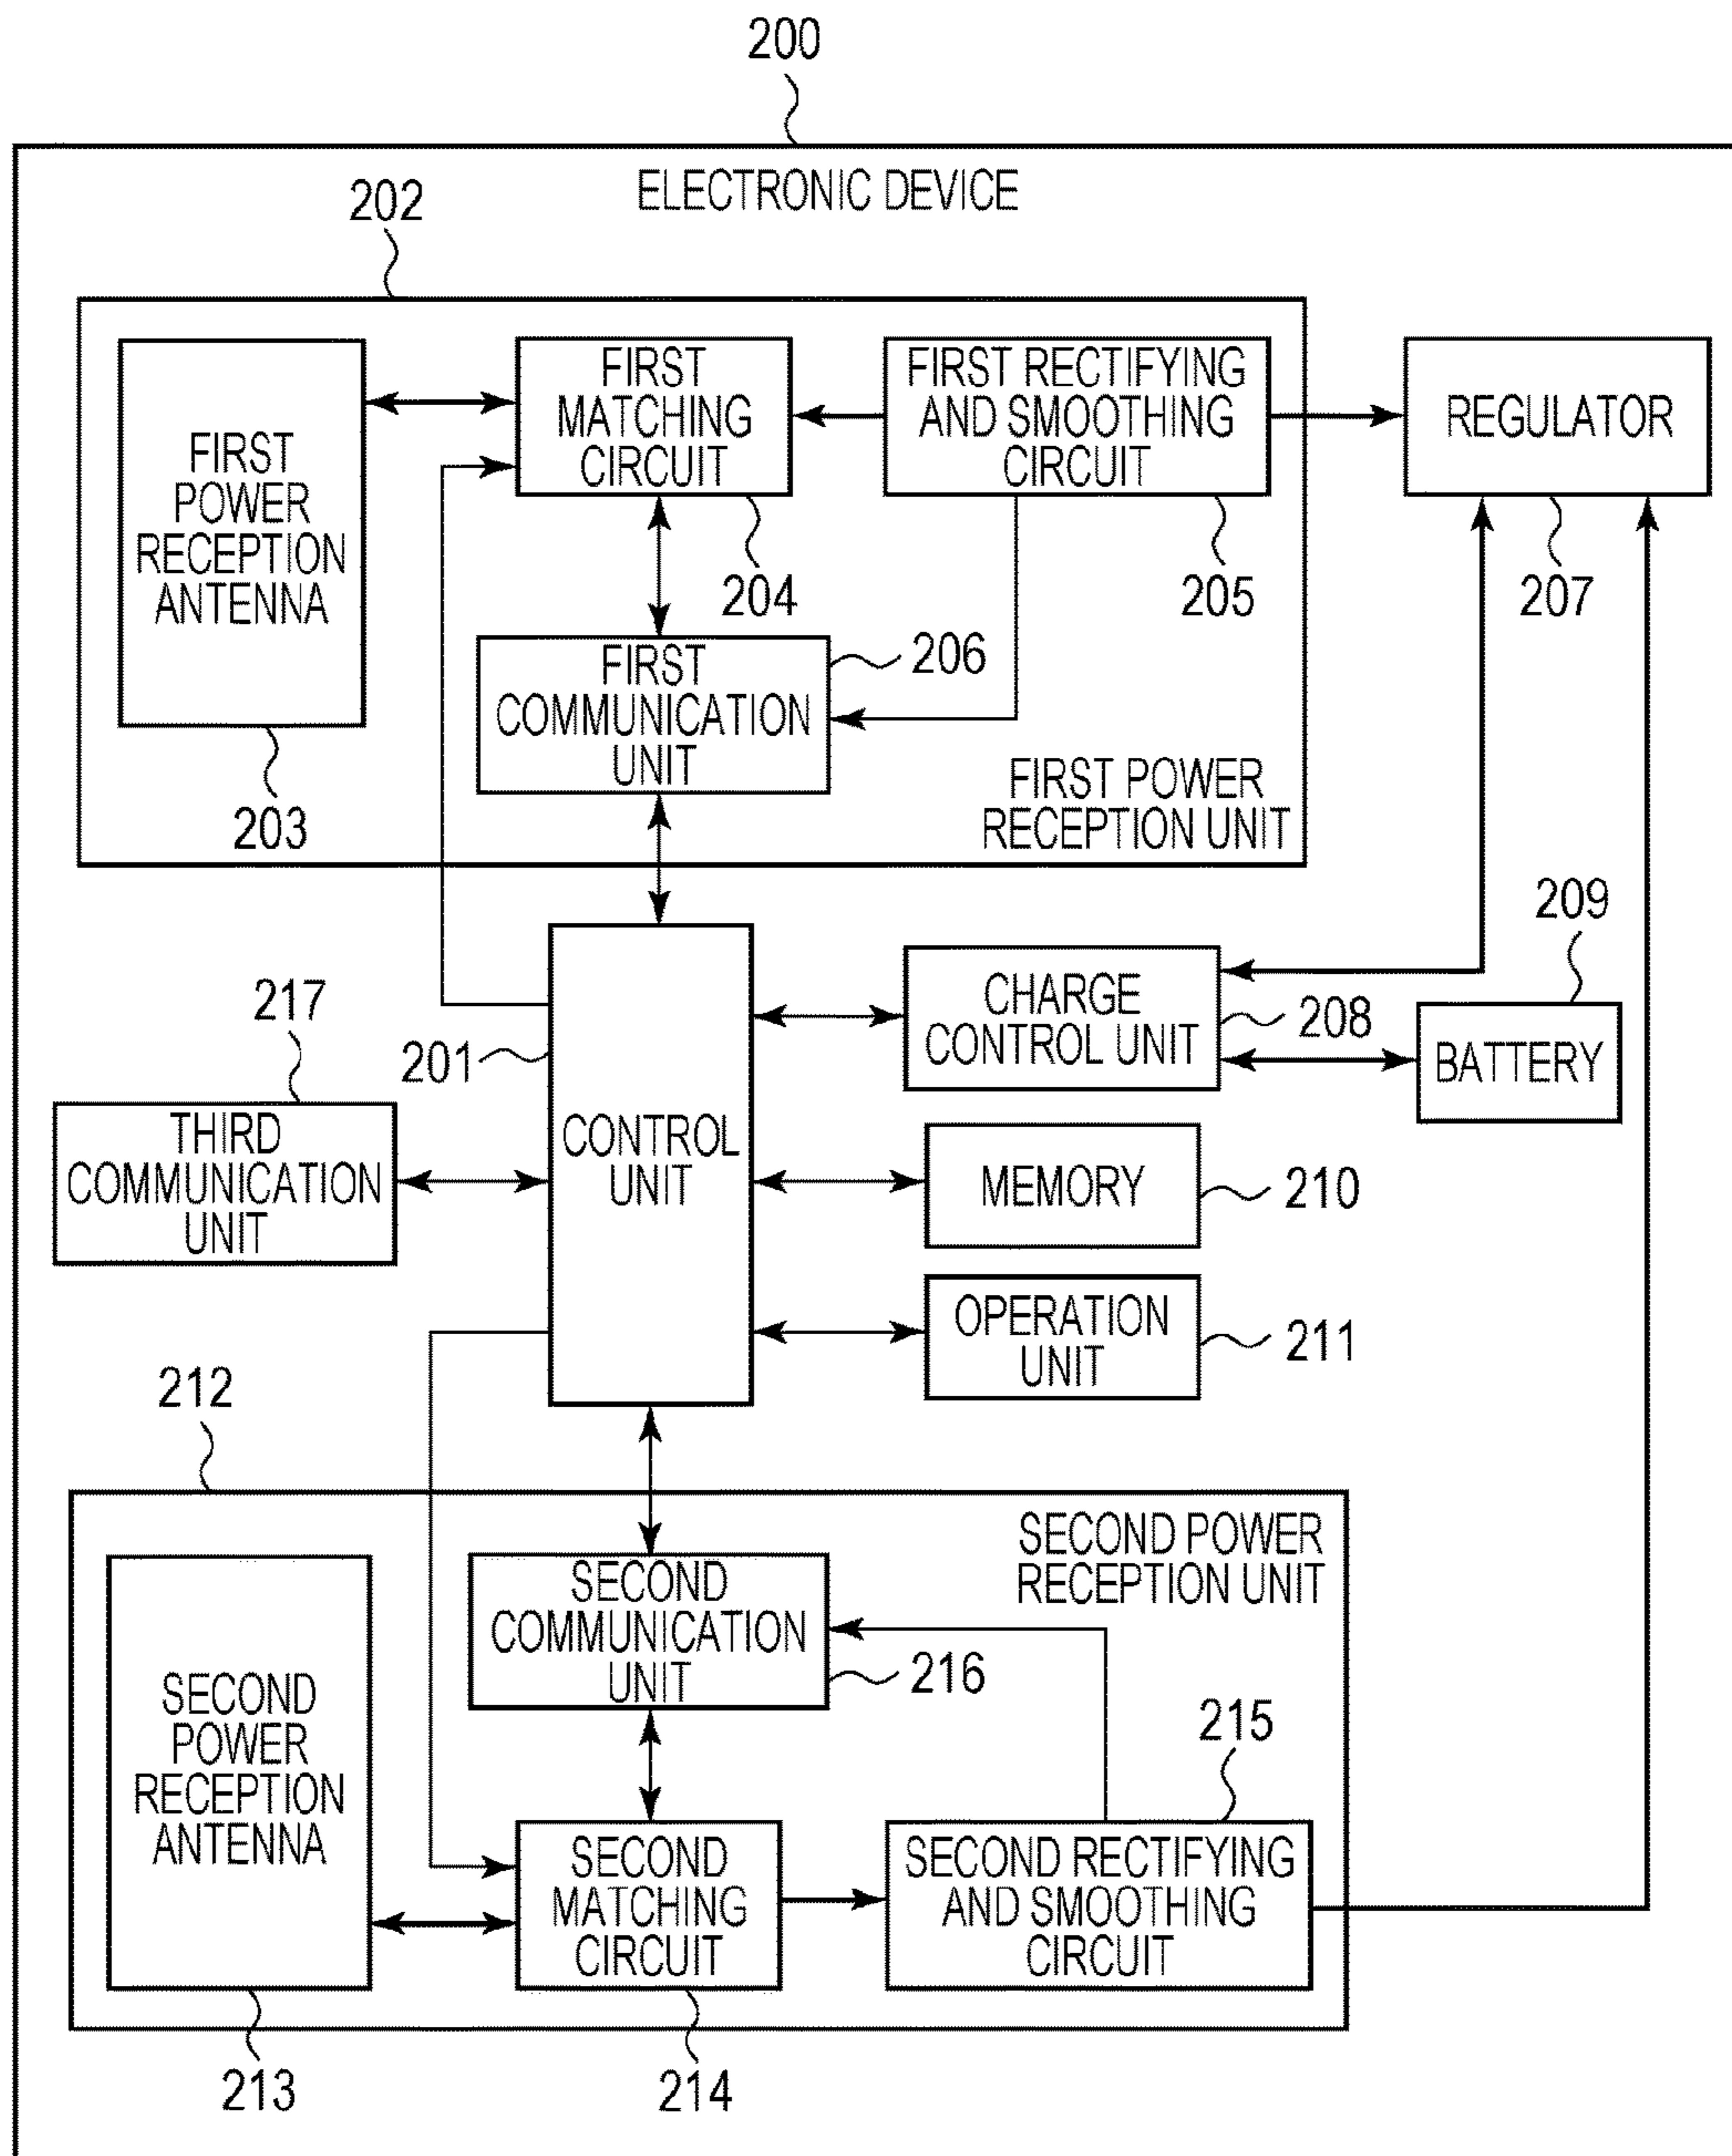 200
ELECTRONIC DEVICE
202
FIRST
POWER
RECEPTION
ANTENNA
203
FIRST
MATCHING
CIRCUIT
204
FIRST RECTIFYING
AND SMOOTHING
CIRCUIT
205
REGULATOR
207
FIRST
COMMUNICATION
UNIT
206
FIRST POWER
RECEPTION UNIT
209
217
201
CHARGE
CONTROL UNIT
208
BATTERY
THIRD
COMMUNICATION
UNIT
CONTROL
UNIT
MEMORY
210
OPERATION
UNIT
211
212
SECOND POWER
RECEPTION UNIT
SECOND
COMMUNICATION
UNIT
216
SECOND
POWER
RECEPTION
ANTENNA
213
215
SECOND
MATCHING
CIRCUIT
214
SECOND RECTIFYING
AND SMOOTHING
CIRCUIT